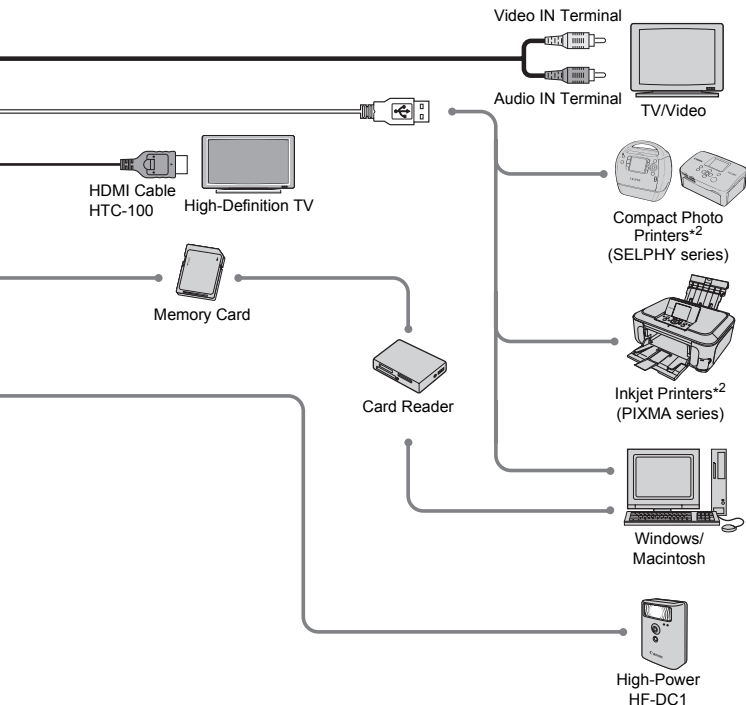 Video IN Terminal
Audio IN Terminal
TV/Video
HDMI Cable
HTC-100
High-Definition TV
Compact Photo
Printers*2
(SELPHY series)
Memory Card
Card Reader
Inkjet Printers*2
(PIXMA series)
Windows/
Macintosh
Canon
High-Power
HF-DC1